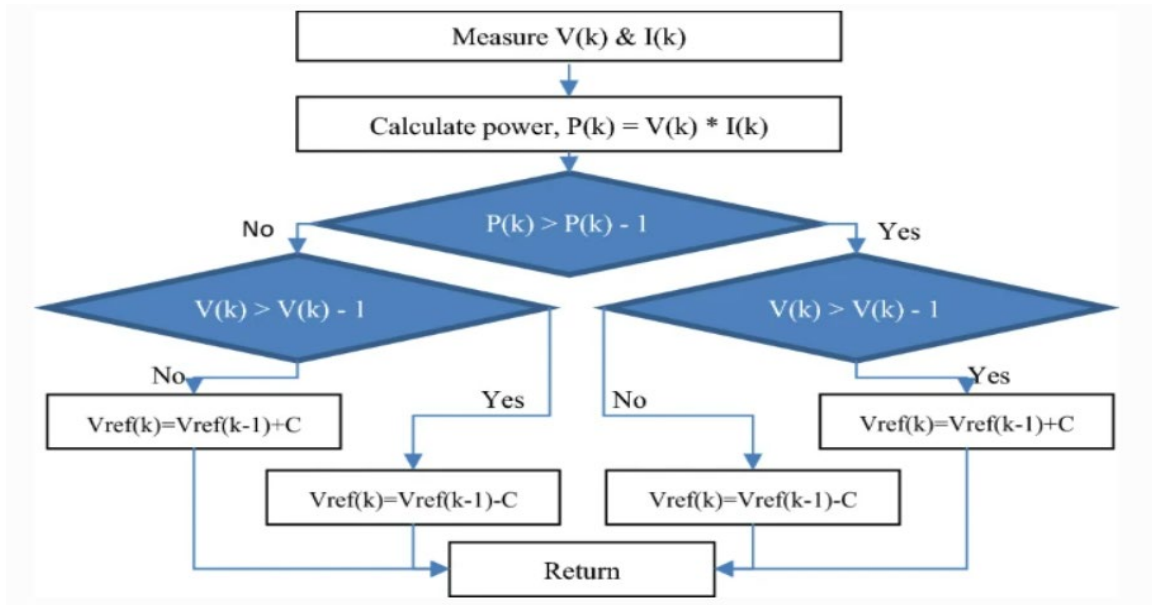 Measure V(k) & I(k)
Calculate power, P(k) = V(k) * I(k)
P(k) > P(k) - 1
No
Yes
V(k) > V(k) - 1
V(k) > V(k) - 1
No
Yes
No
Yes
Vref(k)=Vref(k-1)+C
Vref(k)=Vref(k-1)+C
Vref(k)=Vref(k-1)-C
Vref(k)=Vref(k-1)-C
Return